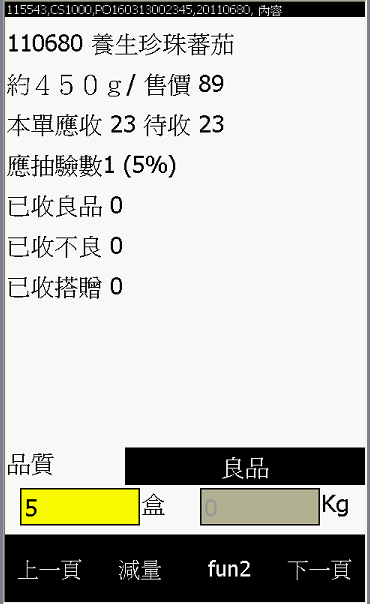 115543,CS1000,PO160313002345,20110680, 內容
110680 養生珍珠蕃茄
約４５０ｇ/ 售價 89
本單應收 23 待收 23
應抽驗數1 (5%)
已收良品 0
已收不良 0
已收搭贈 0
品質 良品
5 盒 0 Kg
上一頁 減量 fun2 下一頁